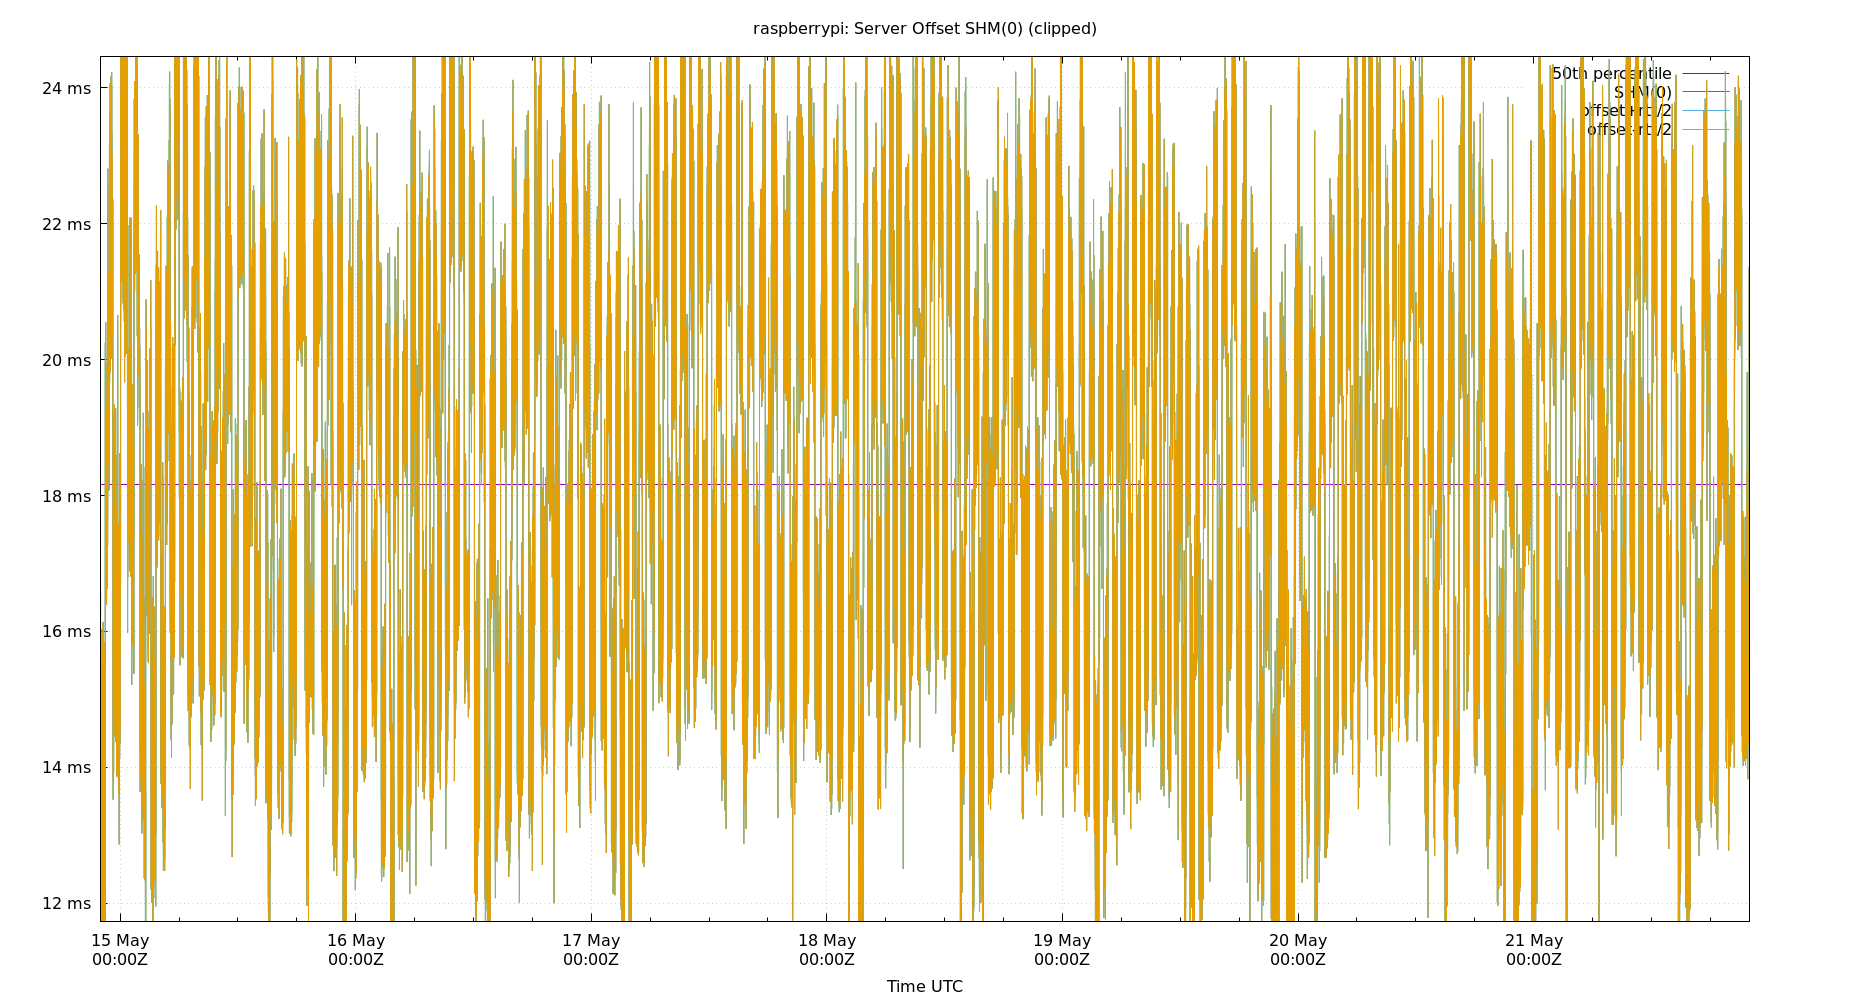 raspberrypi: Server Offset SHM(0) (clipped)
24 ms
22 ms
20 ms
18 ms
16 ms
14 ms
12 ms
50th percentile
SHM(0)
offset+rtt/2
offset-rtt/2
15 May 16 May 17 May 18 May 19 May 20 May 21 May
00:00Z 00:00Z 00:00Z 00:00Z 00:00Z 00:00Z 00:00Z
Time UTC